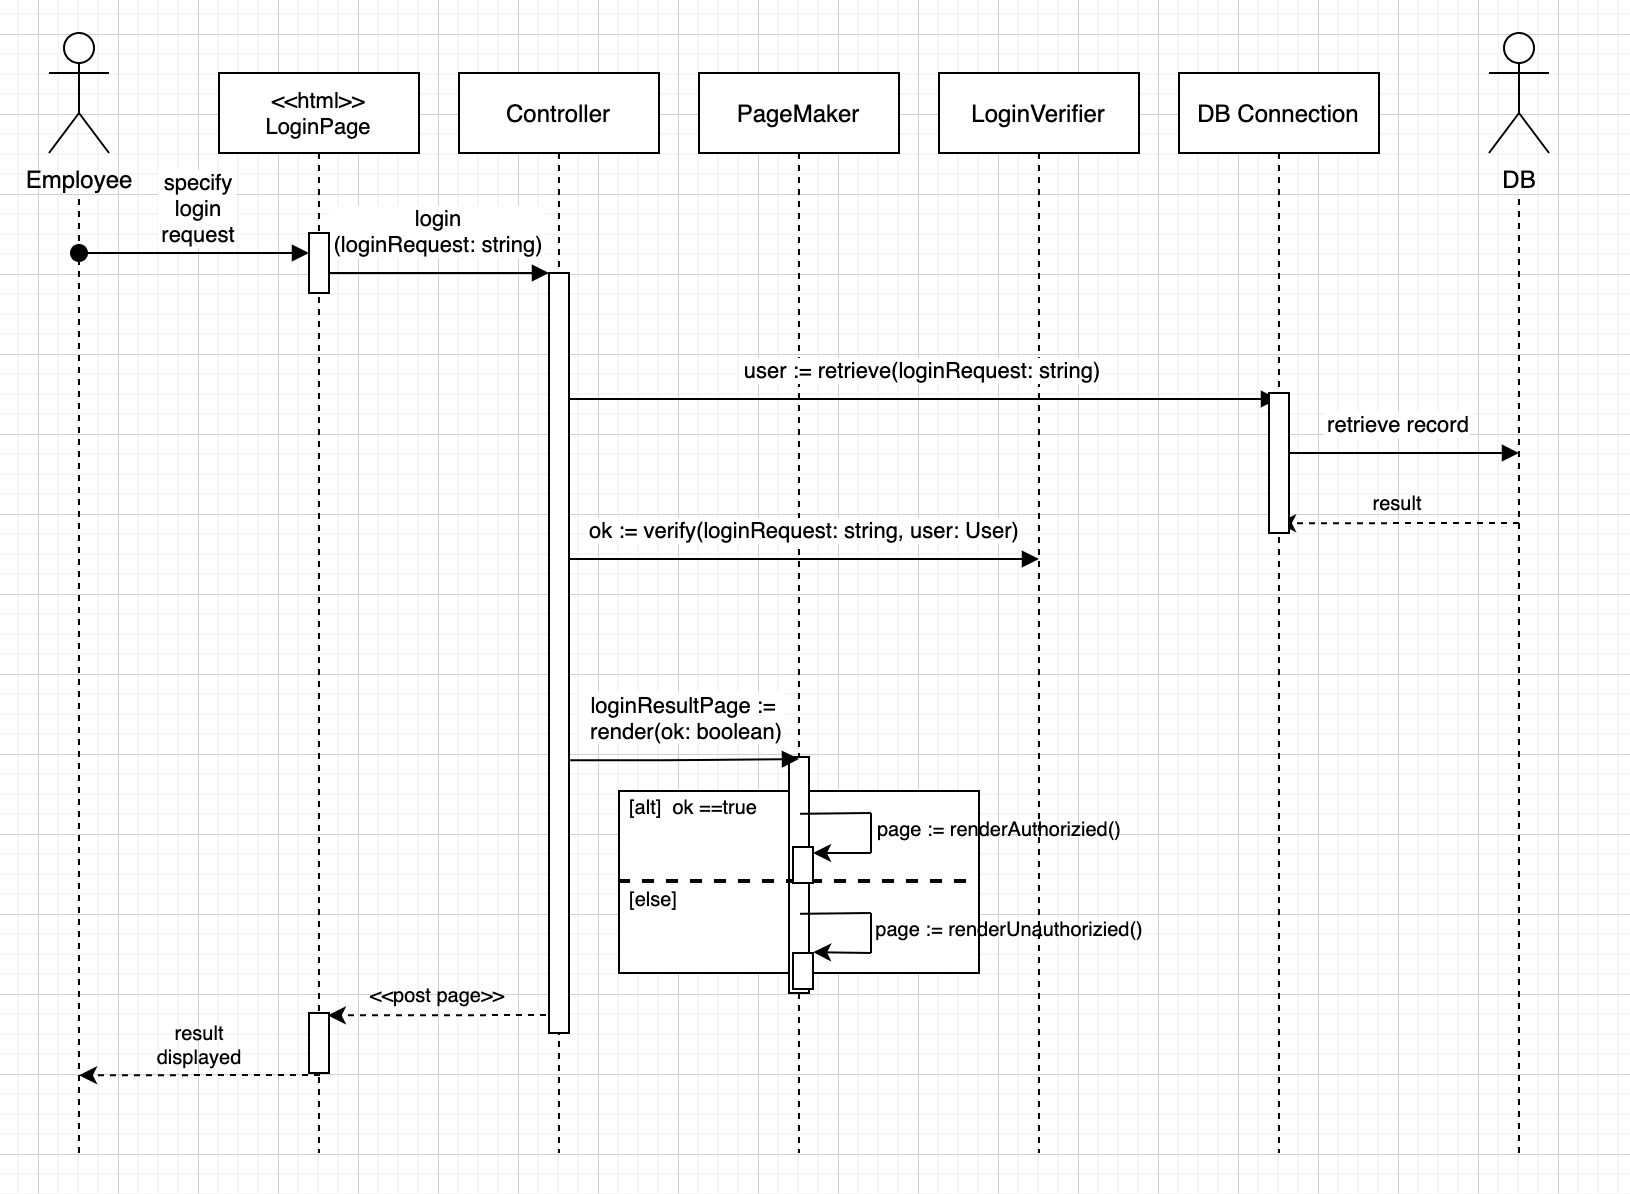 Employee
<<html>>
LoginPage
Controller
PageMaker
LoginVerifier
DB Connection
DB
specify
login
request
login
(loginRequest: string)
user := retrieve(loginRequest: string)
retrieve record
result
ok := verify(loginRequest: string, user: User)
loginResultPage :=
render(ok: boolean)
[alt]  ok ==true
page := renderAuthorizied()
[else]
page := renderUnauthorizied()
<<post page>>
result
displayed